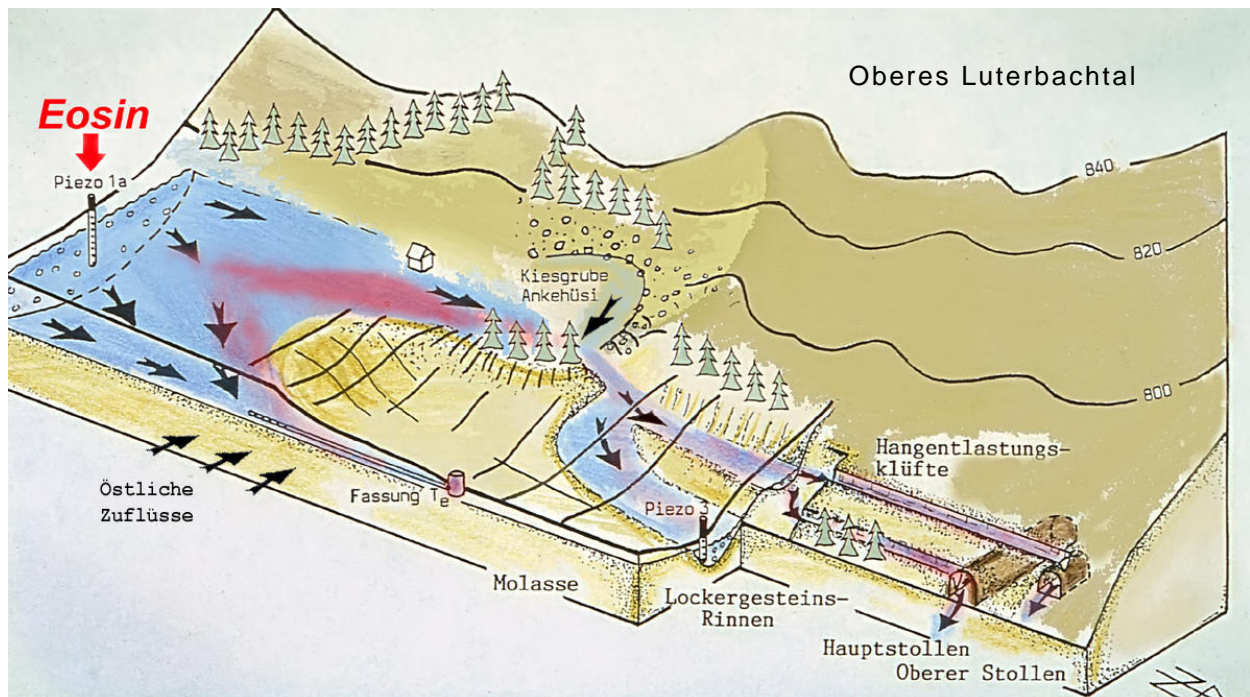 Oberes Luterbachtal
Eosin
Piezo 1a
840
820
Kiesgrube
Ankehüsi
800
Hangentlastungs-
klüfte
Östliche
Zuflüsse
Fassung Te
Piezo 3
Molasse
Lockergesteins-
Rinnen
Hauptstollen
Oberer Stollen